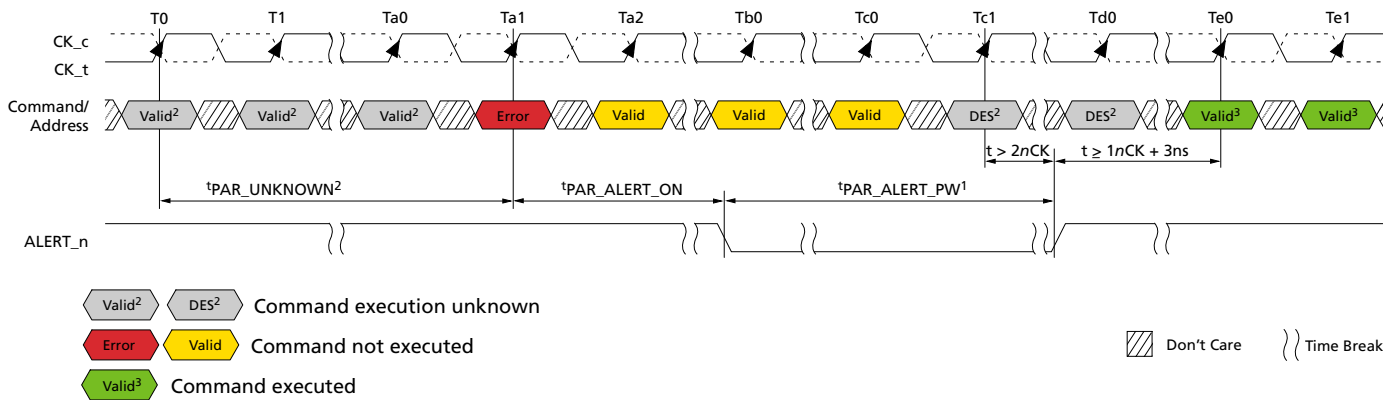 T0 T1 Ta0 Ta1 Ta2 Tb0 Tc0 Tc1 Td0 Te0 Te1
CK_c
CK_t
Command/
Address
Valid² Valid² Valid² Error Valid Valid Valid DES² DES² Valid³ Valid³
t > 2nCK t ≥ 1nCK + 3ns
tPAR_UNKNOWN² tPAR_ALERT_ON tPAR_ALERT_PW¹
ALERT_n
Valid² DES² Command execution unknown
Error Valid Command not executed
Don't Care Time Break
Valid³ Command executed